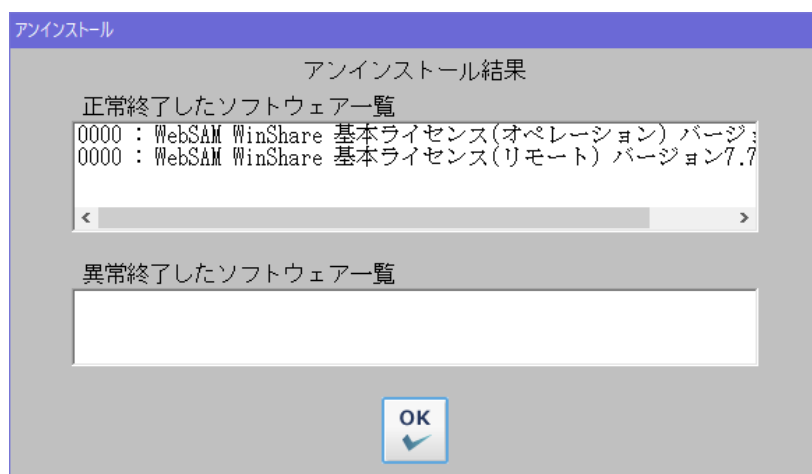 アンインストール
アンインストール結果
正常終了したソフトウェア一覧
0000 : WebSAM WinShare 基本ライセンス(オペレーション) バージョ
0000 : WebSAM WinShare 基本ライセンス(リモート) バージョン7.7
異常終了したソフトウェア一覧
OK